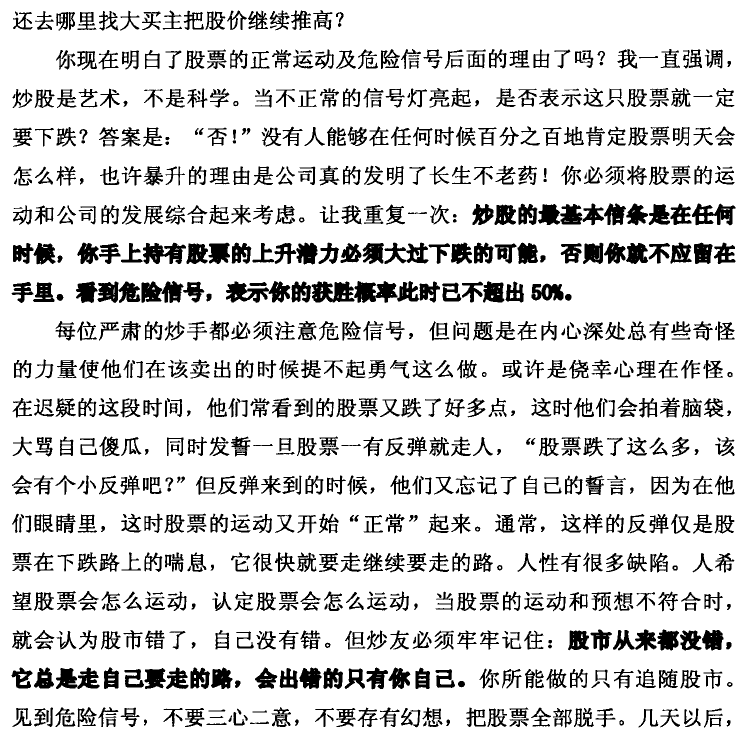 还去哪里找大买主把股价继续推高？
你现在明白了股票的正常运动及危险信号后面的理由了吗？我一直强调，
炒股是艺术，不是科学。当不正常的信号灯亮起，是否表示这只股票就一定
要下跌？答案是：“否！”没有人能够在任何时候百分之百地肯定股票明天会
怎么样，也许暴升的理由是公司真的发明了长生不老药！你必须将股票的运
动和公司的发展综合起来考虑。让我重复一次：炒股的最基本信条是在任何
时候，你手上持有股票的上升潜力必须大过下跌的可能，否则你就不应留在
手里。看到危险信号，表示你的获胜概率此时已不超出 50%。
每位严肃的炒手都必须注意危险信号，但问题是在内心深处总有些奇怪
的力量使他们在该卖出的时候提不起勇气这么做。或许是侥幸心理在作怪。
在迟疑的这段时间，他们常看到的股票又跌了好多点，这时他们会拍着脑袋，
大骂自己傻瓜，同时发誓一旦股票一有反弹就走人，“股票跌了这么多，该
会有个小反弹吧？”但反弹来到的时候，他们又忘记了自己的誓言，因为在他
们眼睛里，这时股票的运动又开始“正常”起来。通常，这样的反弹仅是股
票在下跌路上的喘息，它很快就要走继续要走的路。人性有很多缺陷。人希
望股票会怎么运动，认定股票会怎么运动，当股票的运动和预想不符合时，
就会认为股市错了，自己没有错。但炒友必须牢牢记住：股市从来都没错，
它总是走自己要走的路，会出错的只有你自己。你所能做的只有追随股市。
见到危险信号，不要三心二意，不要存有幻想，把股票全部脱手。几天以后，